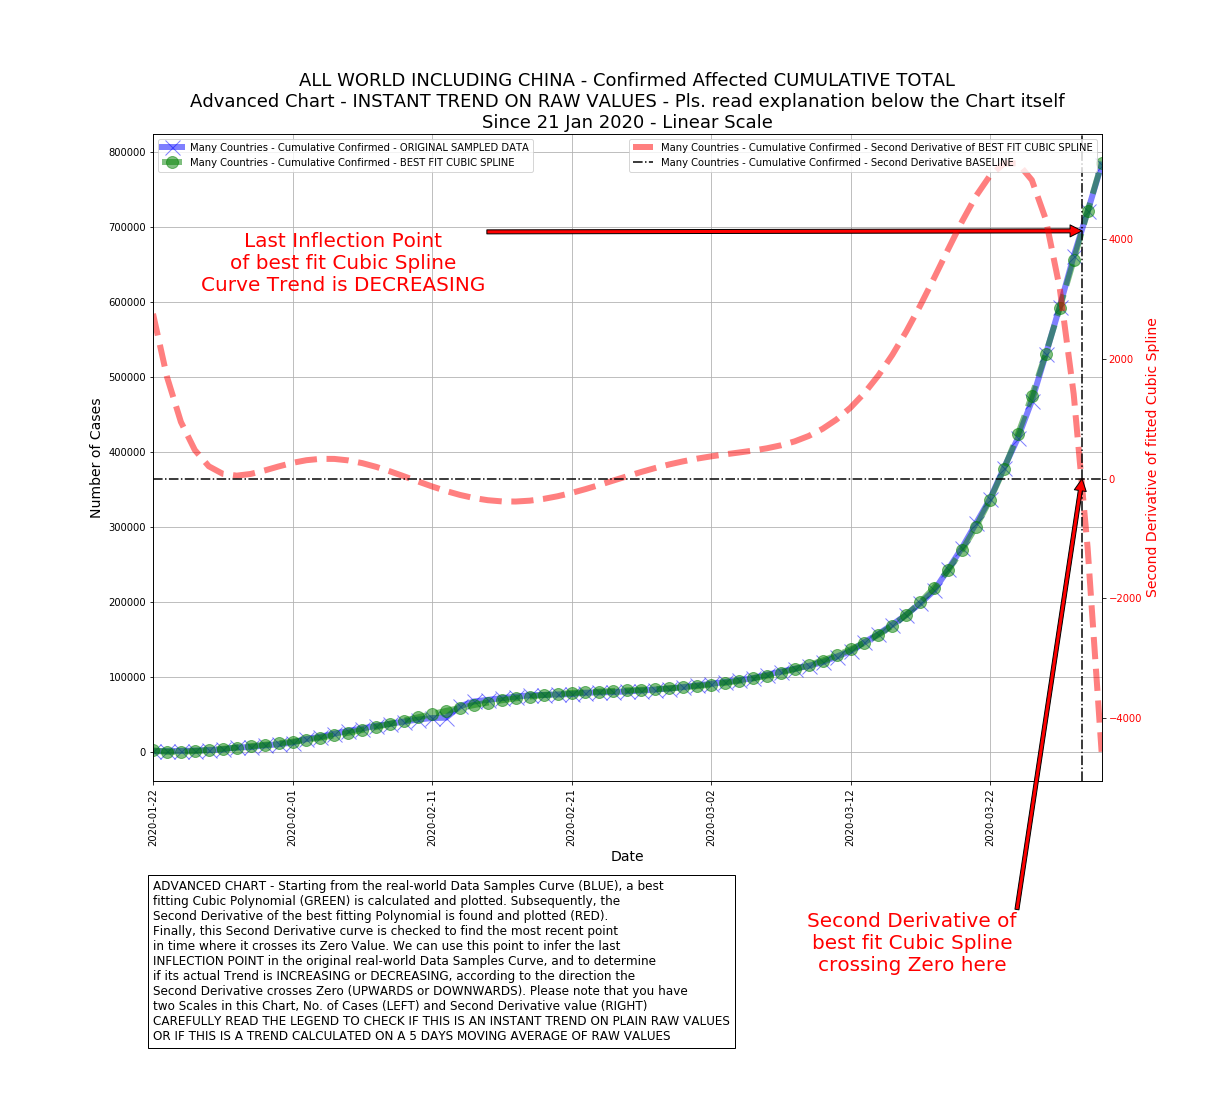 ALL WORLD INCLUDING CHINA - Confirmed Affected CUMULATIVE TOTAL
Advanced Chart - INSTANT TREND ON RAW VALUES - Pls. read explanation below the Chart itself
Since 21 Jan 2020 - Linear Scale
Many Countries - Cumulative Confirmed - ORIGINAL SAMPLED DATA
Many Countries - Cumulative Confirmed - BEST FIT CUBIC SPLINE
Many Countries - Cumulative Confirmed - Second Derivative of BEST FIT CUBIC SPLINE
Many Countries - Cumulative Confirmed - Second Derivative BASELINE
Last Inflection Point
of best fit Cubic Spline
Curve Trend is DECREASING
Number of Cases
800000
700000
600000
500000
400000
300000
200000
100000
0
4000
2000
0
−2000
−4000
Second Derivative of fitted Cubic Spline
2020-01-22
2020-02-01
2020-02-11
2020-02-21
2020-03-02
2020-03-12
2020-03-22
Date
ADVANCED CHART - Starting from the real-world Data Samples Curve (BLUE), a best
fitting Cubic Polynomial (GREEN) is calculated and plotted. Subsequently, the
Second Derivative of the best fitting Polynomial is found and plotted (RED).
Finally, this Second Derivative curve is checked to find the most recent point
in time where it crosses its Zero Value. We can use this point to infer the last
INFLECTION POINT in the original real-world Data Samples Curve, and to determine
if its actual Trend is INCREASING or DECREASING, according to the direction the
Second Derivative crosses Zero (UPWARDS or DOWNWARDS). Please note that you have
two Scales in this Chart, No. of Cases (LEFT) and Second Derivative value (RIGHT)
CAREFULLY READ THE LEGEND TO CHECK IF THIS IS AN INSTANT TREND ON PLAIN RAW VALUES
OR IF THIS IS A TREND CALCULATED ON A 5 DAYS MOVING AVERAGE OF RAW VALUES
Second Derivative of
best fit Cubic Spline
crossing Zero here